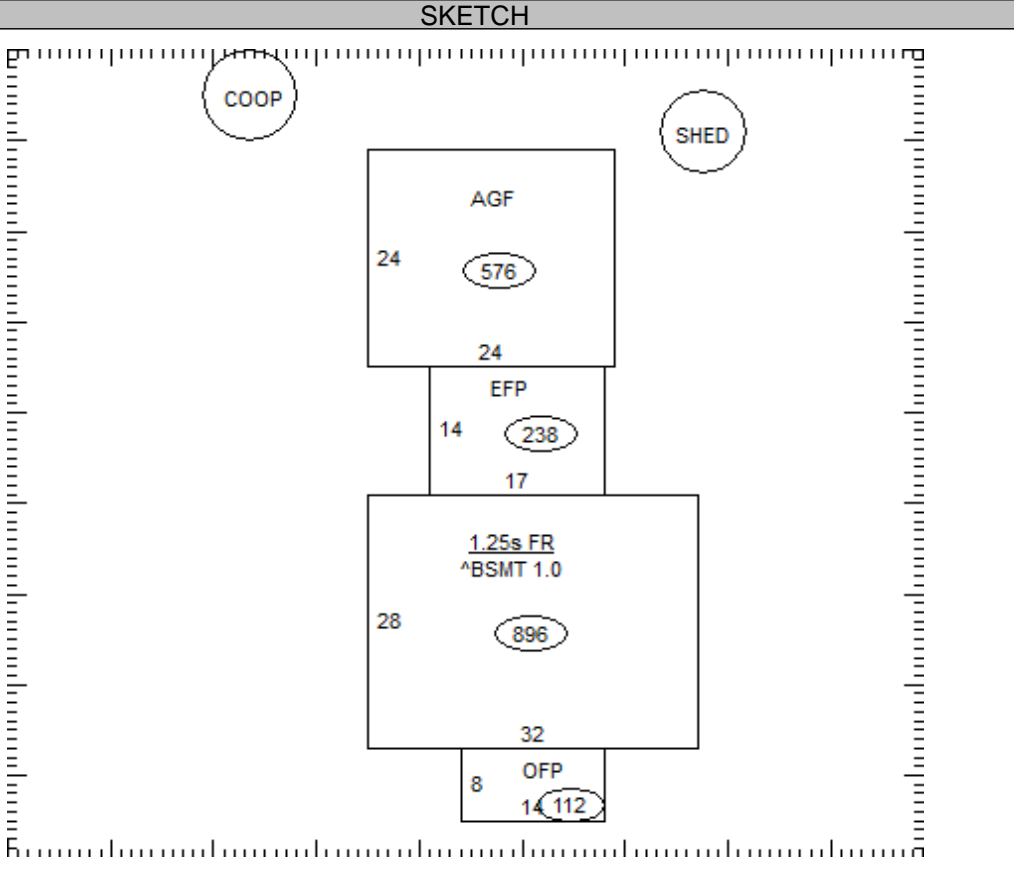 SKETCH
COOP
SHED
AGF
24
576
24
EFP
14
238
17
1.25s FR
^BSMT 1.0
28
896
32
OFP
8
14
112